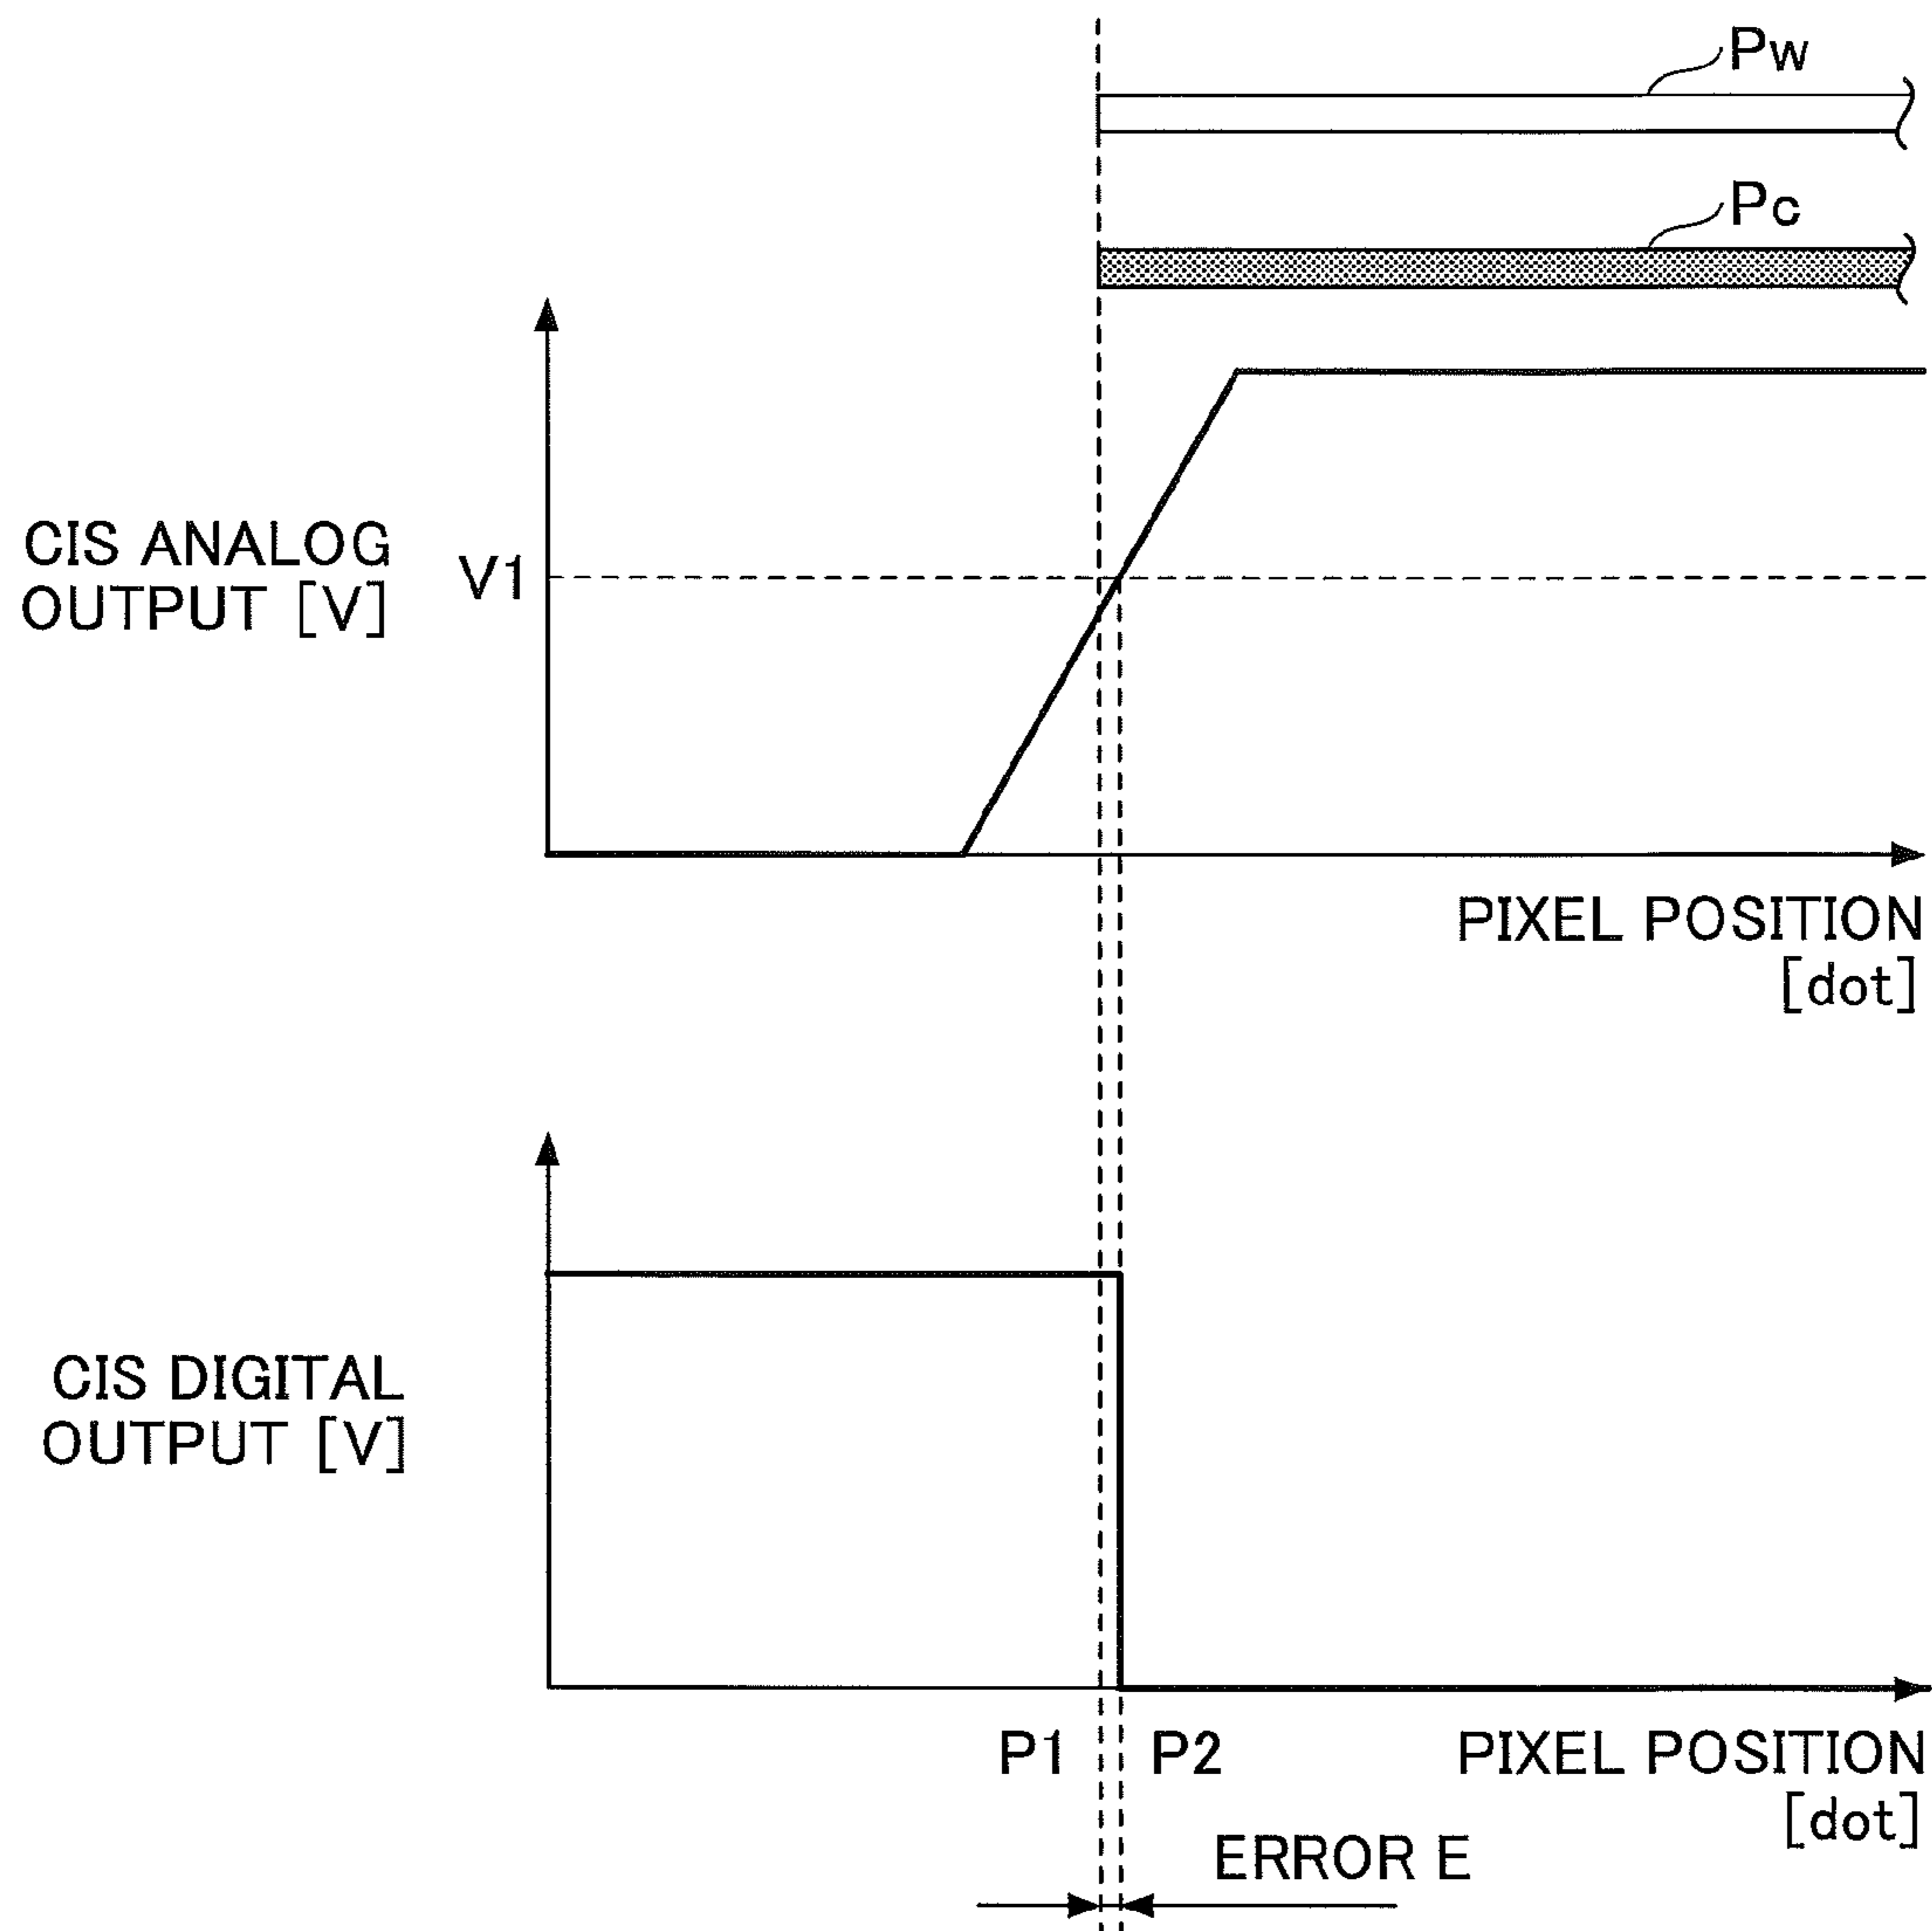 Pw
Pc
CIS ANALOG
OUTPUT [V]
V1
PIXEL POSITION
[dot]
CIS DIGITAL
OUTPUT [V]
P1
P2
PIXEL POSITION
[dot]
ERROR E